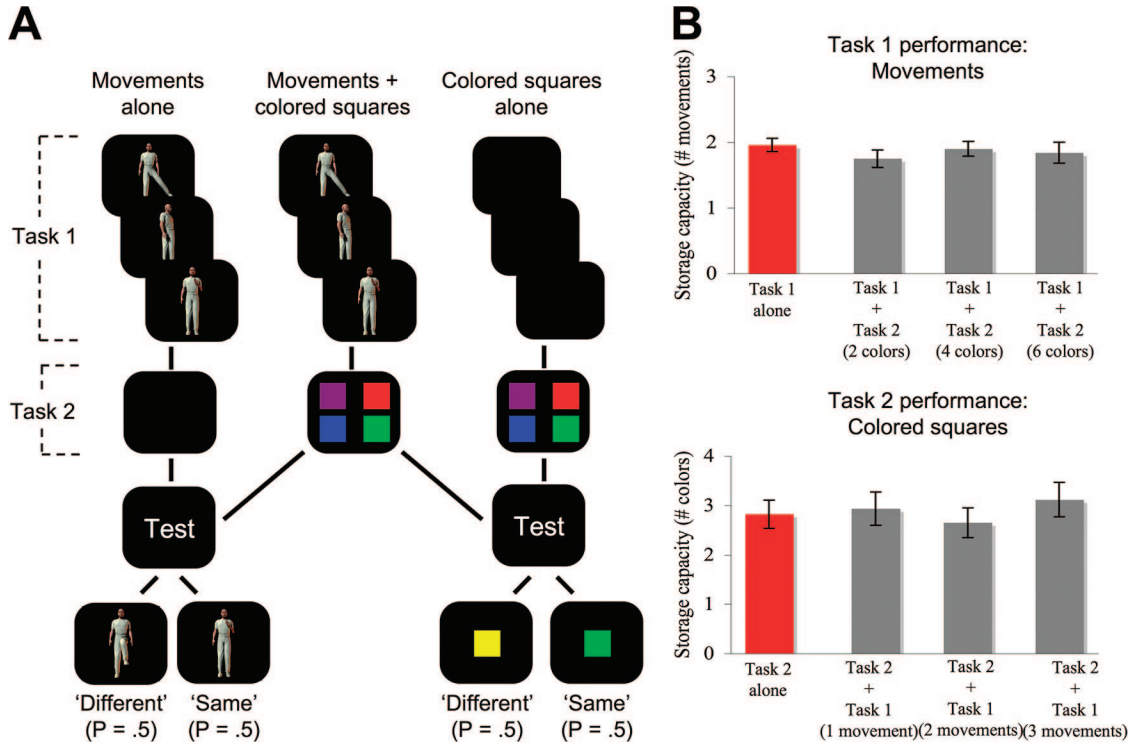 A
Movements
alone
Movements +
colored squares
Colored squares
alone
Task 1
Task 2
Test
Test
'Different'
(P = .5)
'Same'
(P = .5)
'Different'
(P = .5)
'Same'
(P = .5)
B
Task 1 performance:
Movements
Storage capacity (# movements)
3
2
1
0
Task 1
alone
Task 1
+
Task 2
(2 colors)
Task 1
+
Task 2
(4 colors)
Task 1
+
Task 2
(6 colors)
Task 2 performance:
Colored squares
Storage capacity (# colors)
4
3
2
1
0
Task 2
alone
Task 2
+
Task 1
(1 movement)
Task 2
+
Task 1
(2 movements)
Task 2
+
Task 1
(3 movements)